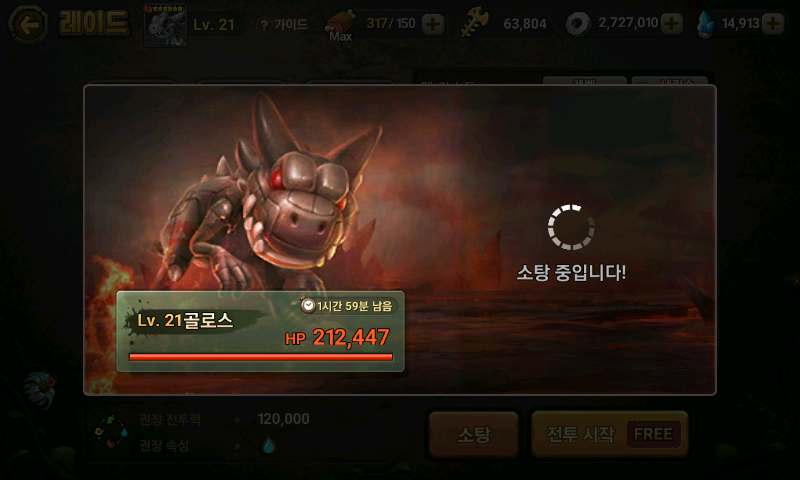 레이드
Lv. 21
? 가이드
317/150
Max
63,804
2,727,010
14,913
소탕 중입니다!
1시간 59분 남음
Lv. 21골로스
HP 212,447
권장 전투력
120,000
권장 속성
소탕
전투 시작
FREE